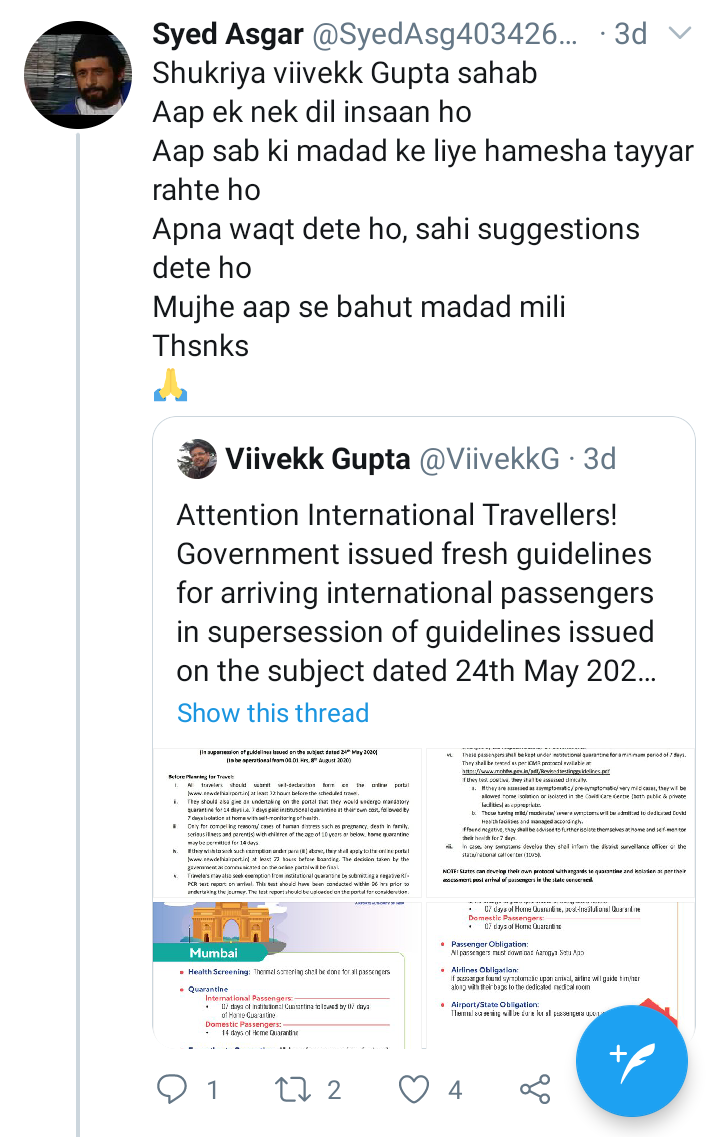 Syed Asgar @SyedAsg403426... · 3d
Shukriya viivekk Gupta sahab
Aap ek nek dil insaan ho
Aap sab ki madad ke liye hamesha tayyar
rahte ho
Apna waqt dete ho, sahi suggestions
dete ho
Mujhe aap se bahut madad mili
Thsnks
🙏
Viivekk Gupta @ViivekkG · 3d
Attention International Travellers!
Government issued fresh guidelines
for arriving international passengers
in supersession of guidelines issued
on the subject dated 24th May 202...
Show this thread
(in supersession of guidelines issued on the subject dated 24th May 2020)
(to be operational from 00.01 Hrs, 8th August 2020)
Before Planning for Travel:
i. All travelers should submit self-declaration form on the online portal
(www.newdelhiairport.in) at least 72 hours before the scheduled travel.
ii. They should also give an undertaking on the portal that they would undergo mandatory
quarantine for 14 days i.e. 7 days paid institutional quarantine at their own cost, followed by
7 days isolation at home with self-monitoring of health.
iii. Only for compelling reasons/ cases of human distress such as pregnancy, death in family,
serious illness and parent(s) with children of the age of 10 years or below, home quarantine
may be permitted for 14 days
iv. If they wish to seek such exemption under para (iii) above, they shall apply to the online portal
(www.newdelhiairport.in) at least 72 hours before boarding. The decision taken by the
government as communicated on the online portal will be final.
v. Travelers may also seek exemption from institutional quarantine by submitting a negative RT-
PCR test report on arrival. This test should have been conducted within 96 hrs prior to
undertaking the journey. The test report should be uploaded on the portal for consideration.
vi. These passengers shall be kept under institutional quarantine for a minimum period of 7 days.
They shall be tested as per ICMR protocol available at
https://www.mohfw.gov.in/pdf/Revisedtestingguidelines.pdf
If they test positive, they shall be assessed clinically.
a. If they are assessed as asymptomatic/ pre-symptomatic/ very mild cases, they will be
allowed home isolation or isolated in the Covid Care Centre (both public & private
facilities) as appropriate.
b. Those having mild/ moderate/ severe symptoms will be admitted to dedicated Covid
Health Facilities and managed accordingly.
If found negative, they shall be advised to further isolate themselves at home and self-monitor
their health for 7 days.
vii. In case, any symptoms develop they shall inform the district surveillance officer or the
state/national call center (1075).
NOTE: States can develop their own protocol with regards to quarantine and isolation as per their
assessment post arrival of passengers in the state concerned.
Mumbai
• Health Screening: Thermal screening shall be done for all passengers
• Quarantine
International Passengers:
• 07 days of Institutional Quarantine followed by 07 days
of Home Quarantine
Domestic Passengers:
• 14 days of Home Quarantine
• 07 days of Home Quarantine, post-Institutional Quarantine
Domestic Passengers:
• 07 days of Home Quarantine
• Passenger Obligation:
All passengers must download Aarogya Setu App
• Airlines Obligation:
If passenger found symptomatic upon arrival, airline will guide him/her
along with their bags to the dedicated medical room
• Airport/State Obligation:
Thermal screening will be done for all passengers upon
1 2 4